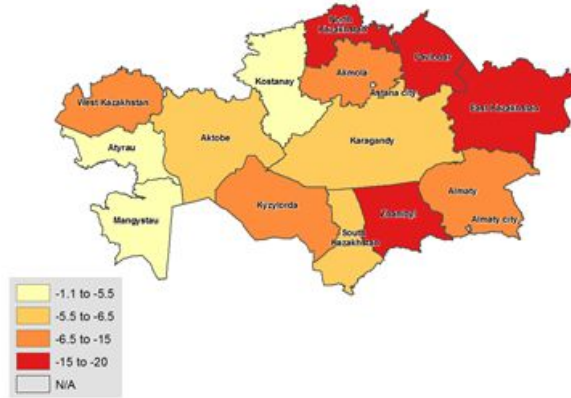 North
Kazakhstan
Pavlodar
Kostanay
Akmola
Astana city
East Kazakhstan
West Kazakhstan
Aktobe
Karagandy
Atyrau
Mangystau
Kyzylorda
South
Kazakhstan
Zhambyl
Almaty
Almaty city
-1.1 to -5.5
-5.5 to -6.5
-6.5 to -15
-15 to -20
N/A